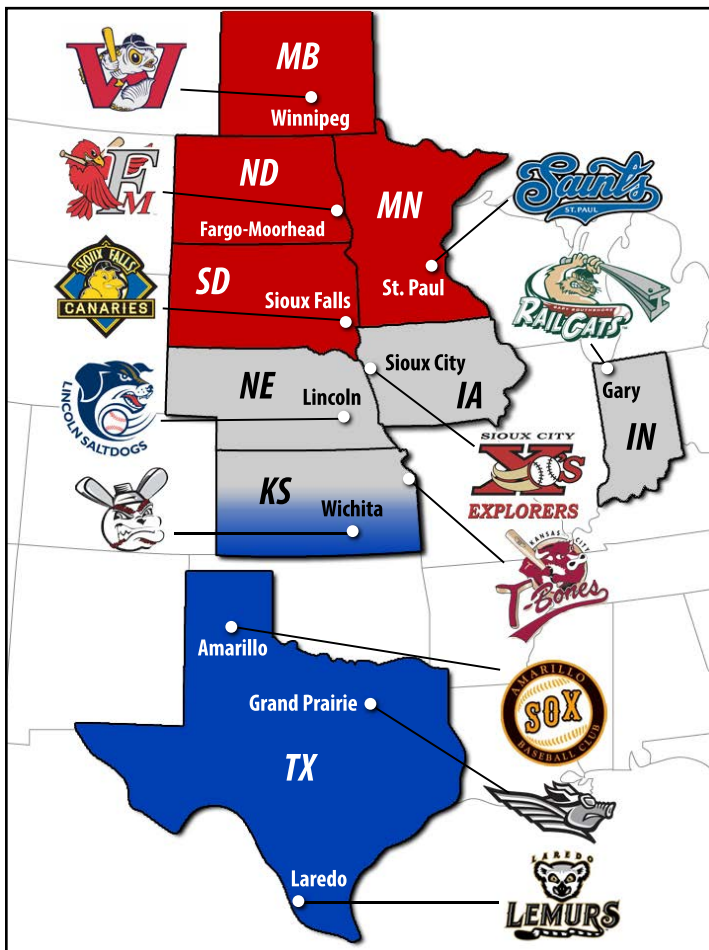 W
MB
Winnipeg
F
M
ND
Fargo-Moorhead
MN
Saints
ST. PAUL
SIOUX FALLS
CANARIES
SD
Sioux Falls
St. Paul
GARY SOUTHSHORE
RAILCATS
LINCOLN SALTDOGS
NE
Lincoln
Sioux City
IA
Gary
IN
SIOUX CITY
X'S
EXPLORERS
KS
Wichita
KANSAS CITY
T-Bones
Amarillo
AMARILLO
SOX
BASEBALL CLUB
Grand Prairie
TX
Laredo
LAREDO
LEMURS